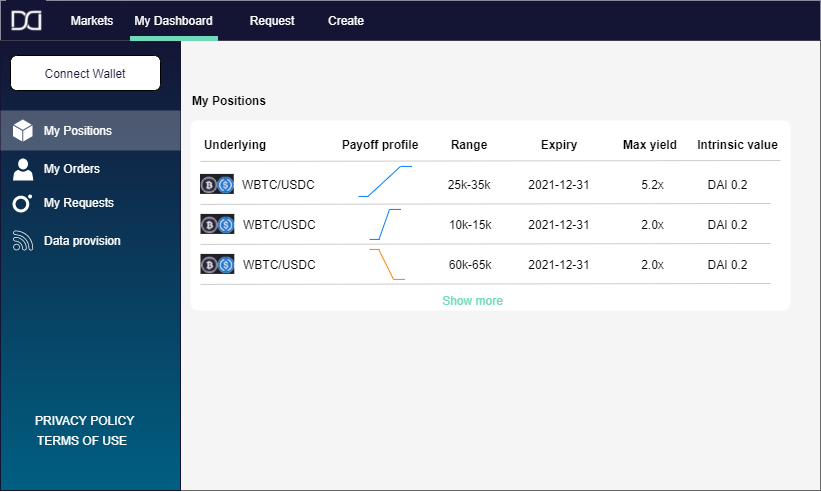 Markets My Dashboard Request Create
Connect Wallet
My Positions
My Orders
My Requests
Data provision
PRIVACY POLICY
TERMS OF USE
My Positions
Underlying Payoff profile Range Expiry Max yield Intrinsic value
WBTC/USDC 25k-35k 2021-12-31 5.2x DAI 0.2
WBTC/USDC 10k-15k 2021-12-31 2.0x DAI 0.2
WBTC/USDC 60k-65k 2021-12-31 2.0x DAI 0.2
Show more